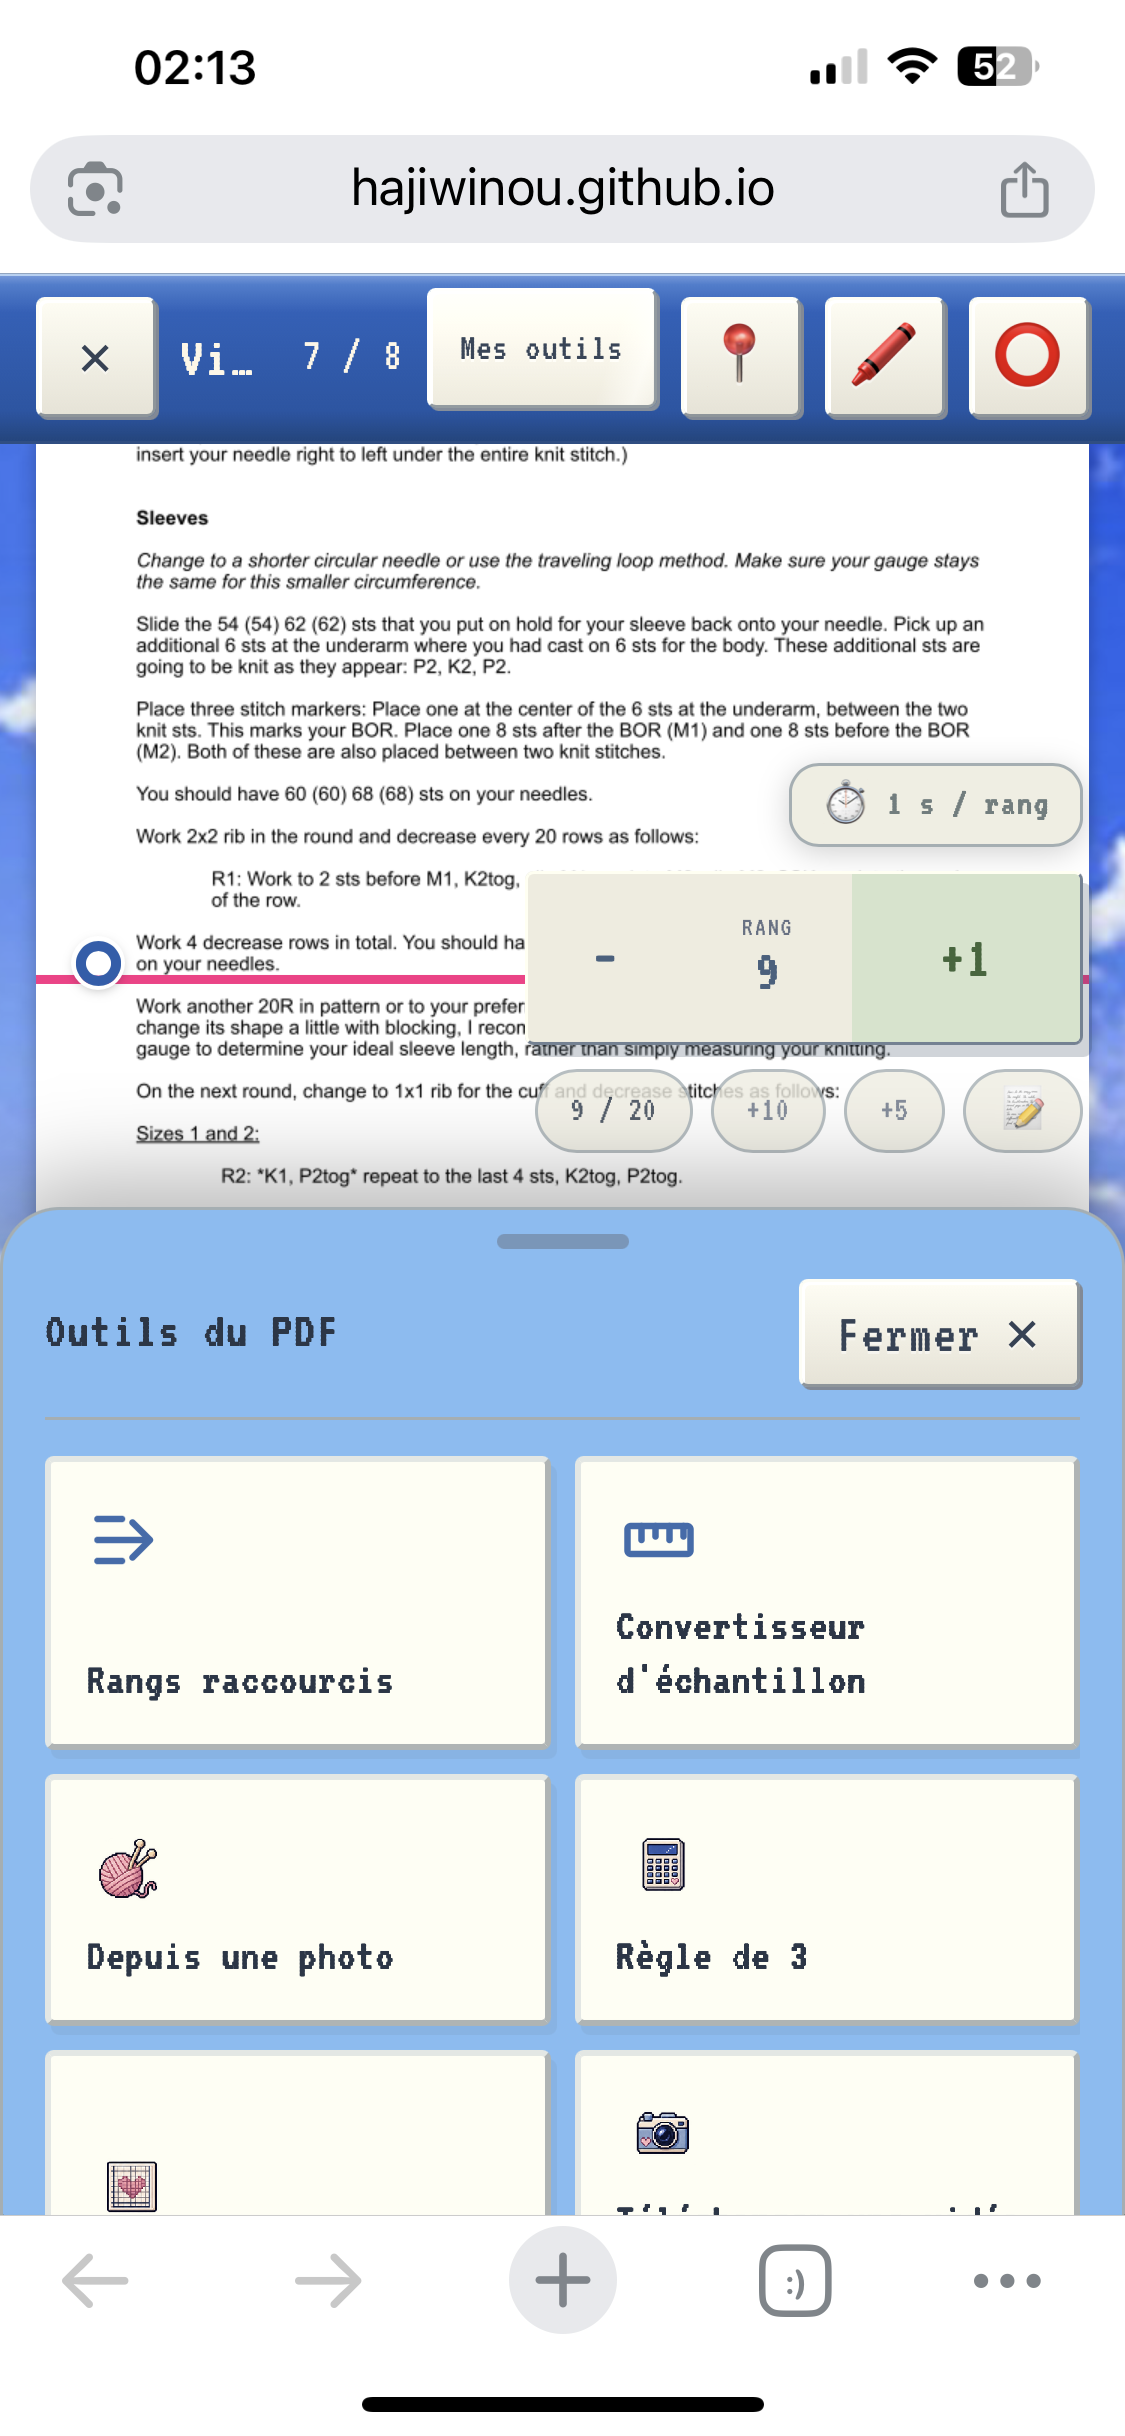 02:13
52
hajiwinou.github.io
Vi…
7 / 8
Mes outils
insert your needle right to left under the entire knit stitch.)
Sleeves
Change to a shorter circular needle or use the traveling loop method. Make sure your gauge stays
the same for this smaller circumference.
Slide the 54 (54) 62 (62) sts that you put on hold for your sleeve back onto your needle. Pick up an
additional 6 sts at the underarm where you had cast on 6 sts for the body. These additional sts are
going to be knit as they appear: P2, K2, P2.
Place three stitch markers: Place one at the center of the 6 sts at the underarm, between the two
knit sts. This marks your BOR. Place one 8 sts after the BOR (M1) and one 8 sts before the BOR
(M2). Both of these are also placed between two knit stitches.
You should have 60 (60) 68 (68) sts on your needles.
1 s / rang
Work 2x2 rib in the round and decrease every 20 rows as follows:
R1: Work to 2 sts before M1, K2tog,
of the row.
Work 4 decrease rows in total. You should ha
on your needles.
-
RANG
9
+1
Work another 20R in pattern or to your prefer
change its shape a little with blocking, I recon
gauge to determine your ideal sleeve length, rather than simply measuring your knitting.
On the next round, change to 1x1 rib for the cuff and decrease stitches as follows:
9 / 20
+10
+5
Sizes 1 and 2:
R2: *K1, P2tog* repeat to the last 4 sts, K2tog, P2tog.
Outils du PDF
Fermer ×
Rangs raccourcis
Convertisseur
d'échantillon
Depuis une photo
Règle de 3
:)